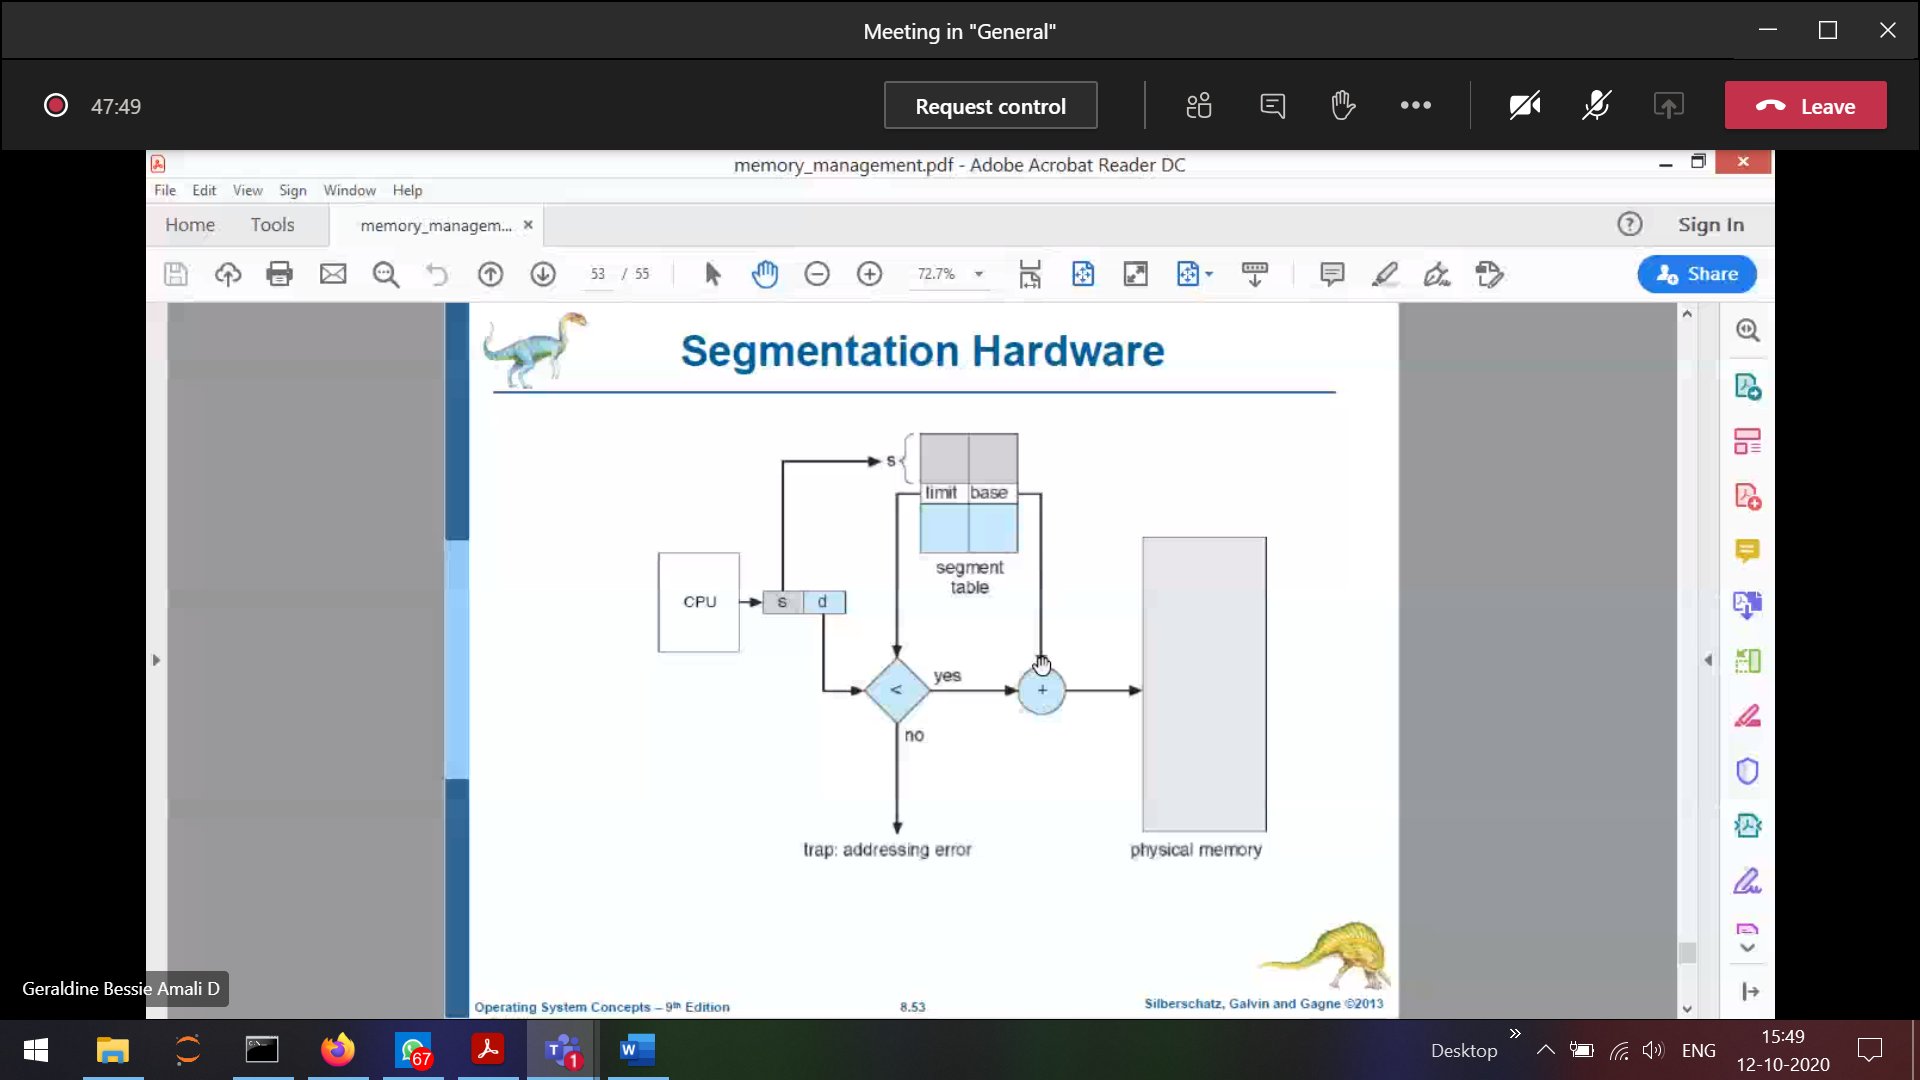 Meeting in "General"
47:49
Request control
Leave
memory_management.pdf - Adobe Acrobat Reader DC
File Edit View Sign Window Help
Home Tools memory_managem... ×
? Sign In
53 / 55 72.7%
Share
Segmentation Hardware
s
limit base
segment
table
CPU
s d
< yes +
no
trap: addressing error
physical memory
Geraldine Bessie Amali D
Operating System Concepts – 9th Edition
8.53
Silberschatz, Galvin and Gagne ©2013
67
1
Desktop
ENG
15:49
12-10-2020